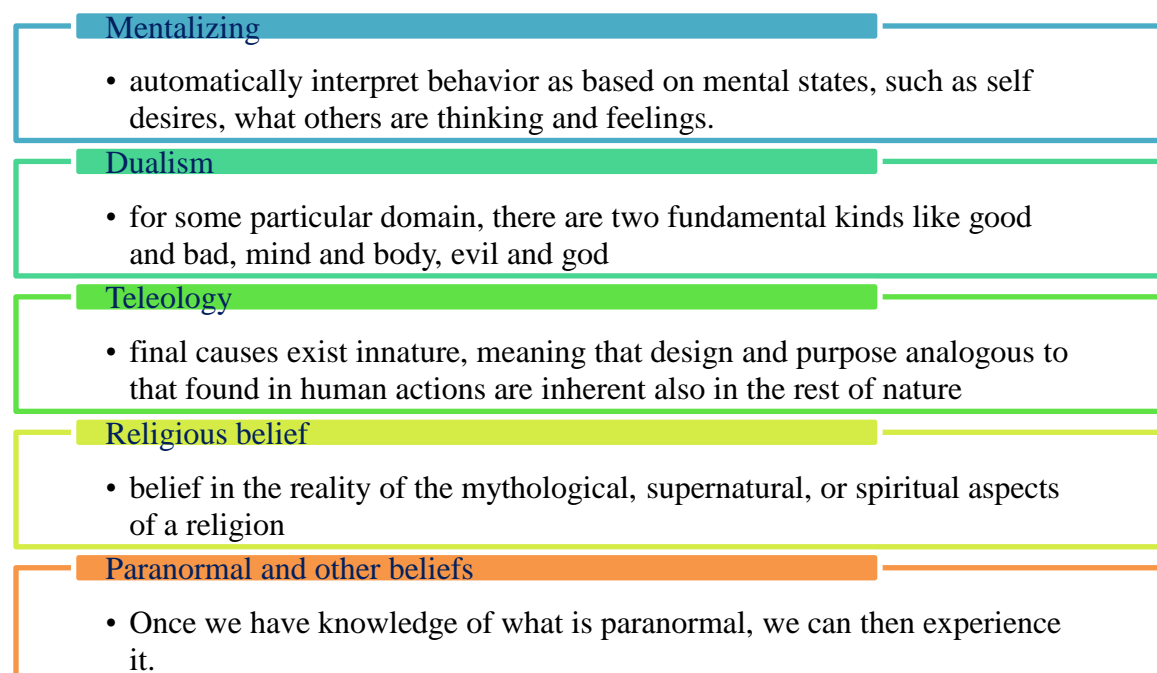 Mentalizing
• automatically interpret behavior as based on mental states, such as self
desires, what others are thinking and feelings.
Dualism
• for some particular domain, there are two fundamental kinds like good
and bad, mind and body, evil and god
Teleology
• final causes exist innature, meaning that design and purpose analogous to
that found in human actions are inherent also in the rest of nature
Religious belief
• belief in the reality of the mythological, supernatural, or spiritual aspects
of a religion
Paranormal and other beliefs
• Once we have knowledge of what is paranormal, we can then experience
it.